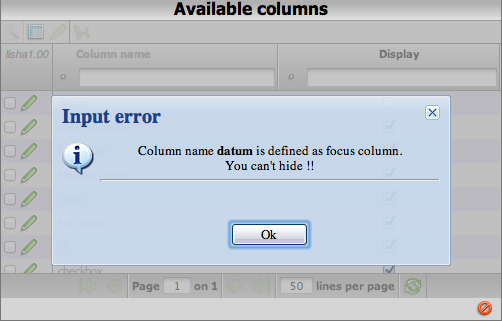 Available columns
lisha1.00 Column name Display
Input error
Column name datum is defined as focus column.
You can't hide !!
Ok
checkbox
Page 1 on 1 50 lines per page